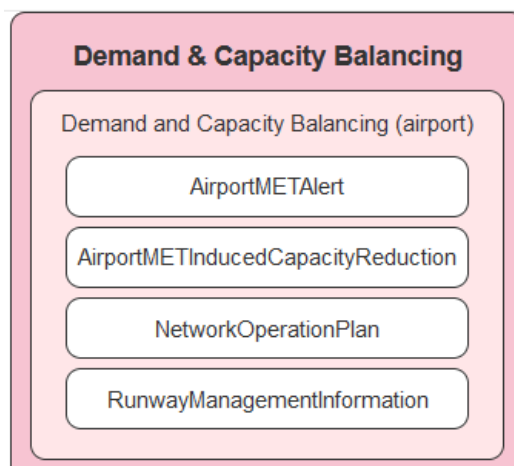 Demand & Capacity Balancing
Demand and Capacity Balancing (airport)
AirportMETAlert
AirportMETInducedCapacityReduction
NetworkOperationPlan
RunwayManagementInformation